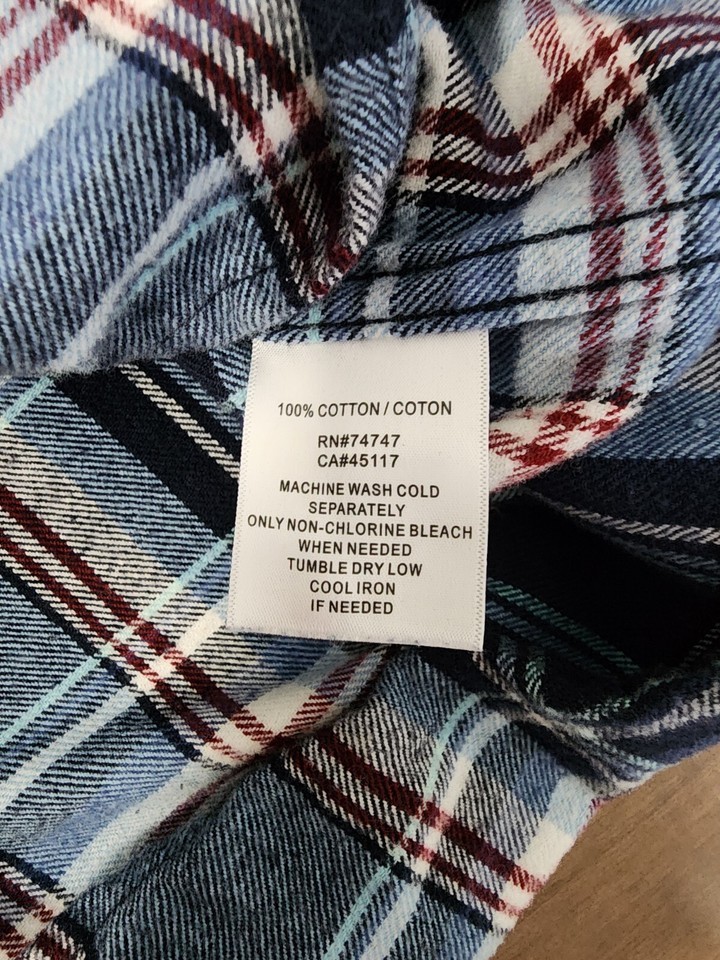 100% COTTON / COTON
RN#74747
CA#45117
MACHINE WASH COLD
SEPARATELY
ONLY NON-CHLORINE BLEACH
WHEN NEEDED
TUMBLE DRY LOW
COOL IRON
IF NEEDED